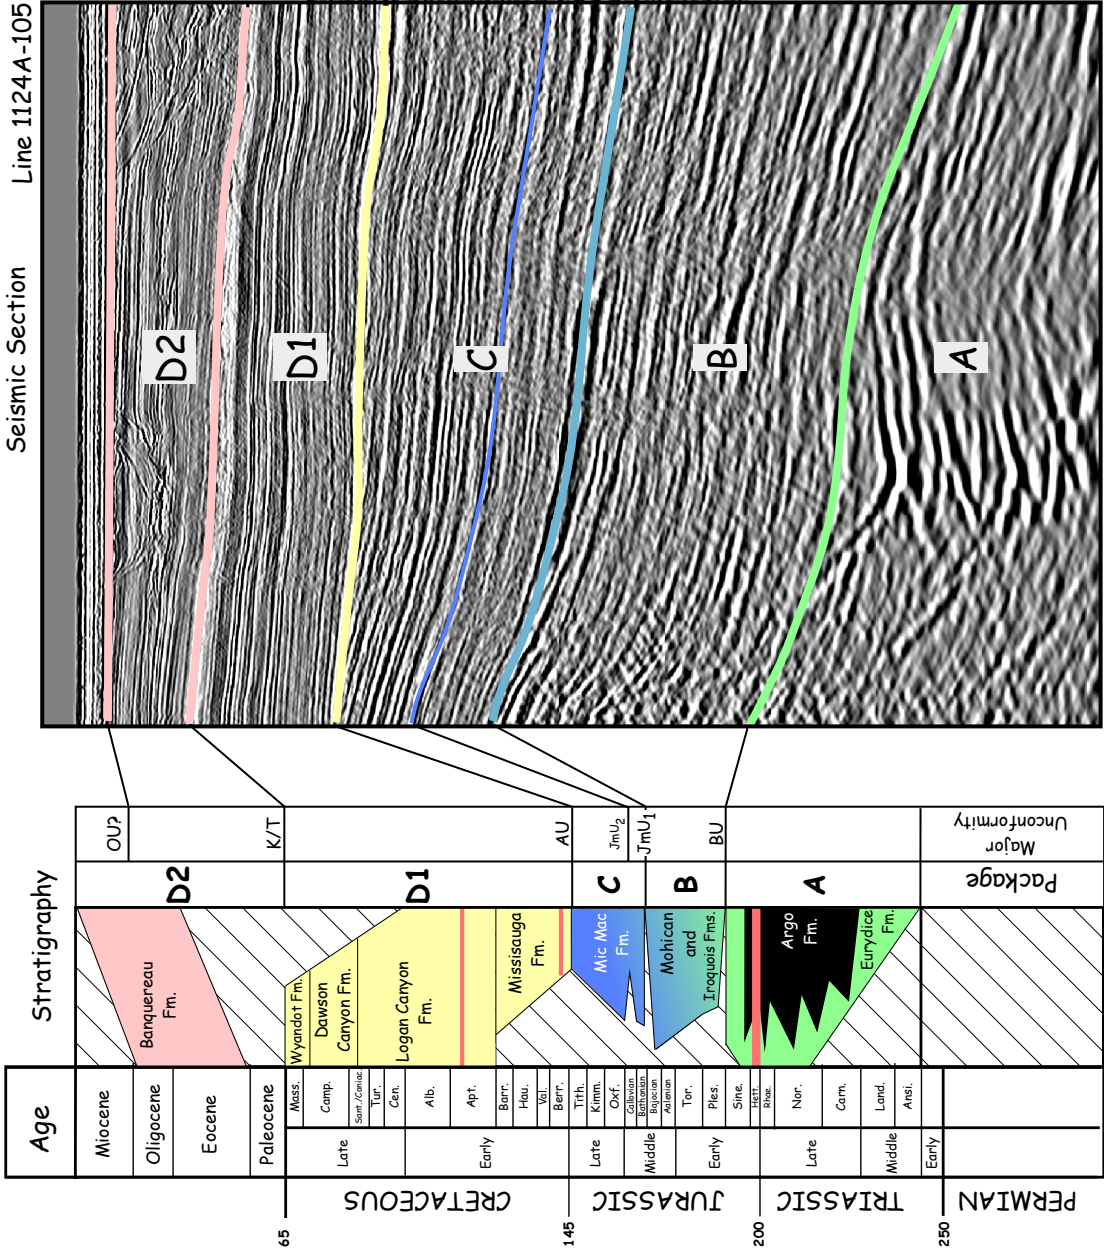 Seismic Section
Line 1124A-105
D2
D1
C
B
A
Age
Stratigraphy
OU?
K/T
AU
JmU2
JmU1
BU
Major
Unconformity
D2
D1
C
B
A
Package
Banquereau
Fm.
Wyandot Fm.
Dawson
Canyon Fm.
Logan Canyon
Fm.
Missisauga
Fm.
Mic Mac
Fm.
Mohican
and
Iroquois Fms.
Argo
Fm.
Eurydice
Fm.
Miocene
Oligocene
Eocene
Paleocene
Mass.
Camp.
Sant./Coniac.
Tur.
Cen.
Alb.
Apt.
Barr.
Hau.
Val.
Berr.
Tith.
Kimm.
Oxf.
Callovian
Bathonian
Bajocian
Aalenian
Tor.
Ples.
Sine.
Hett.
Rhae.
Nor.
Carn.
Land.
Ansi.
Late
Early
Late
Middle
Early
Late
Middle
Early
CRETACEOUS
JURASSIC
TRIASSIC
PERMIAN
65
145
200
250